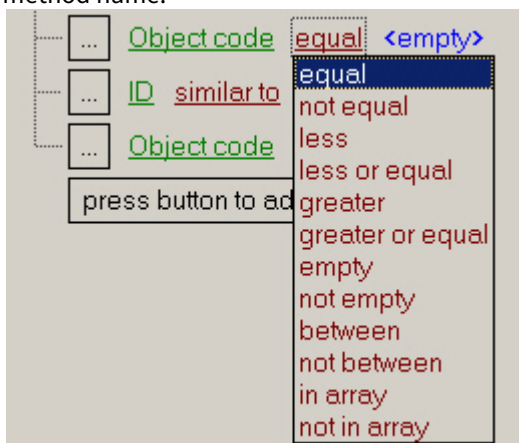 method name.
... Object code equal <empty>
... ID similar to
... Object code
press button to ad
equal
not equal
less
less or equal
greater
greater or equal
empty
not empty
between
not between
in array
not in array